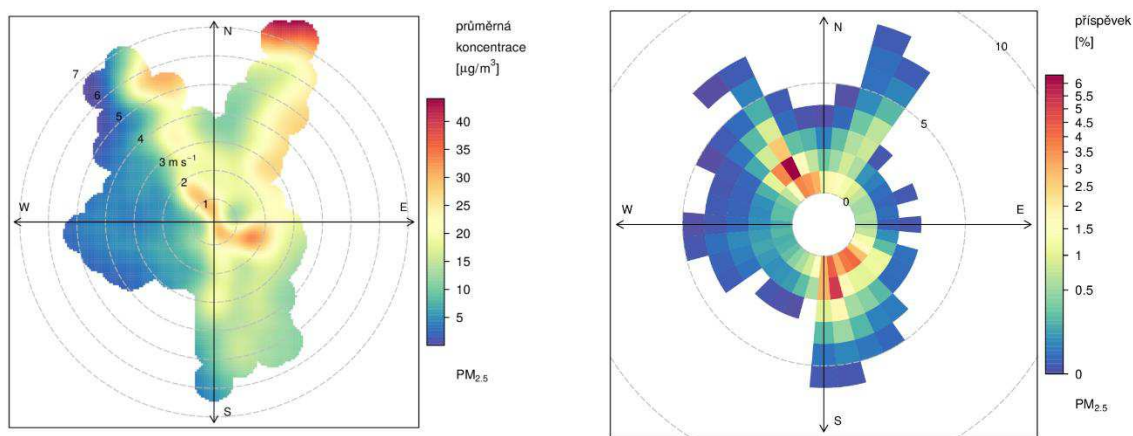 průměrná
koncentrace
[µg/m³]
N
7
6
5
4
3 m s⁻¹
2
1
W
E
S
40
35
30
25
20
15
10
5
PM₂.₅
příspěvek
[%]
N
10
5
0
W
E
S
6
5.5
5
4.5
4
3.5
3
2.5
2
1.5
1
0.5
0
PM₂.₅